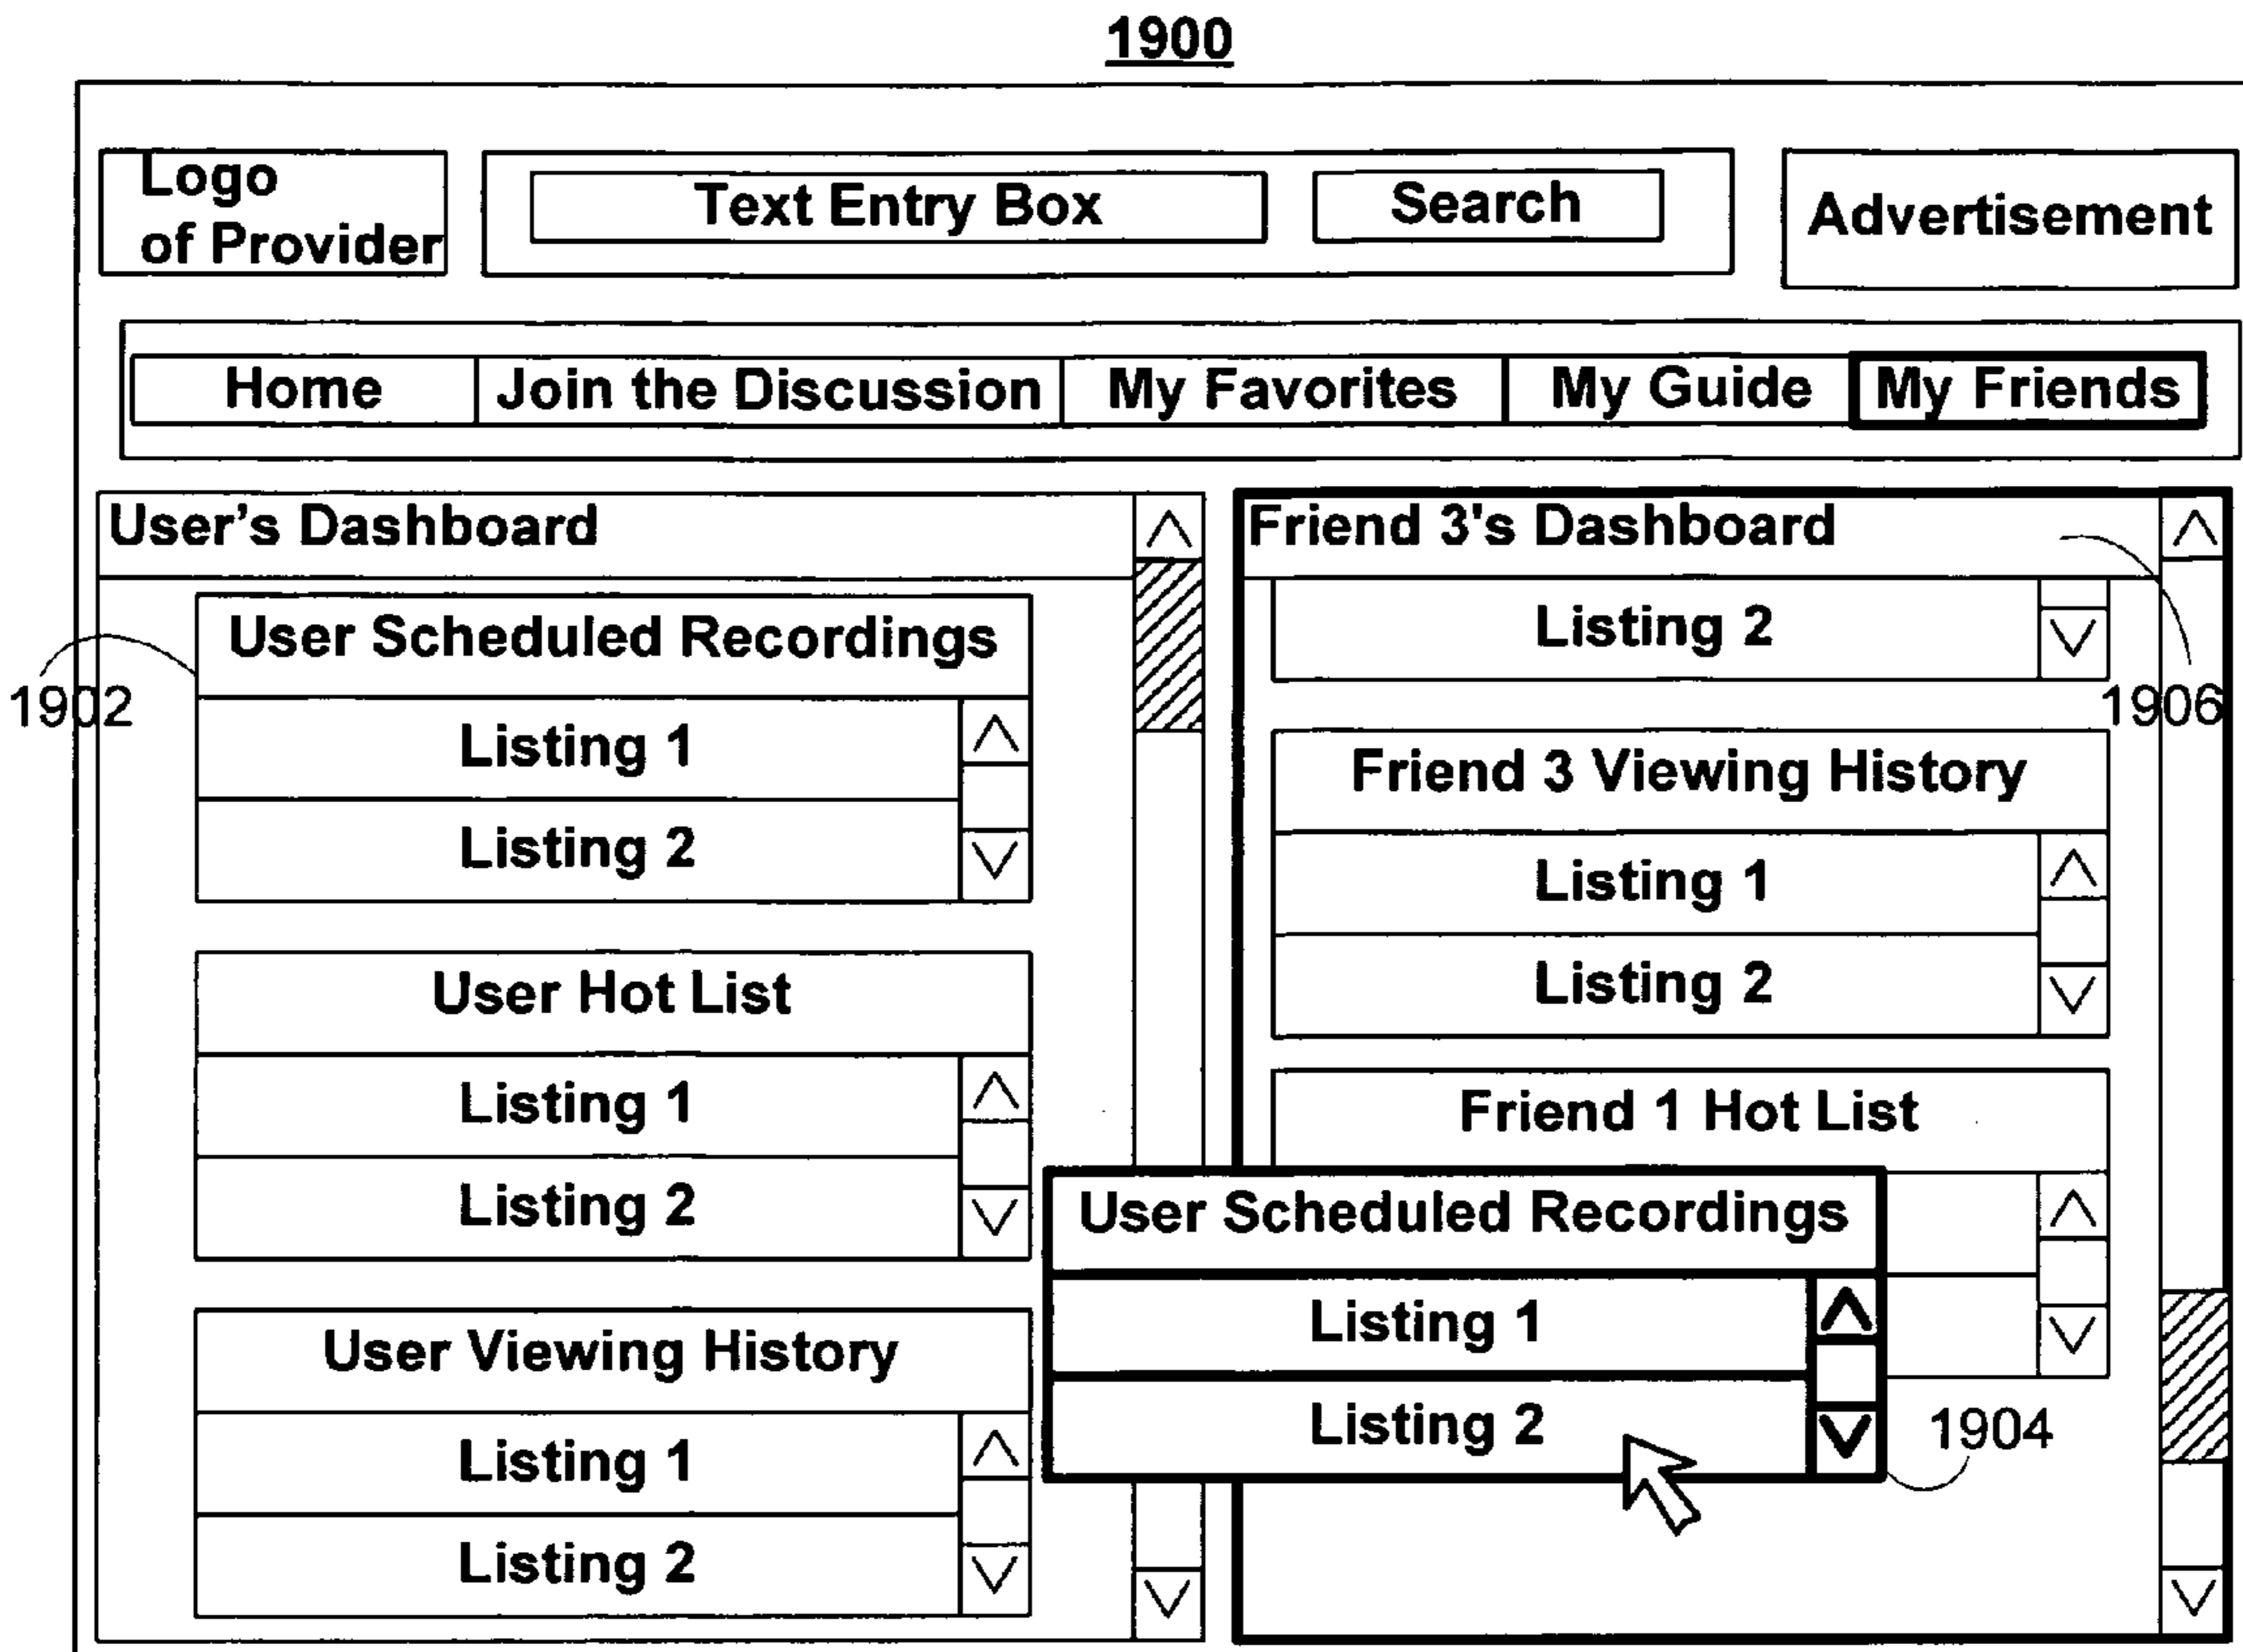 1900
Logo
of Provider
Text Entry Box
Search
Advertisement
Home
Join the Discussion
My Favorites
My Guide
My Friends
User's Dashboard
User Scheduled Recordings
1902
Listing 1
Listing 2
User Hot List
Listing 1
Listing 2
User Viewing History
Listing 1
Listing 2
Friend 3's Dashboard
Listing 2
1906
Friend 3 Viewing History
Listing 1
Listing 2
Friend 1 Hot List
User Scheduled Recordings
Listing 1
Listing 2
1904